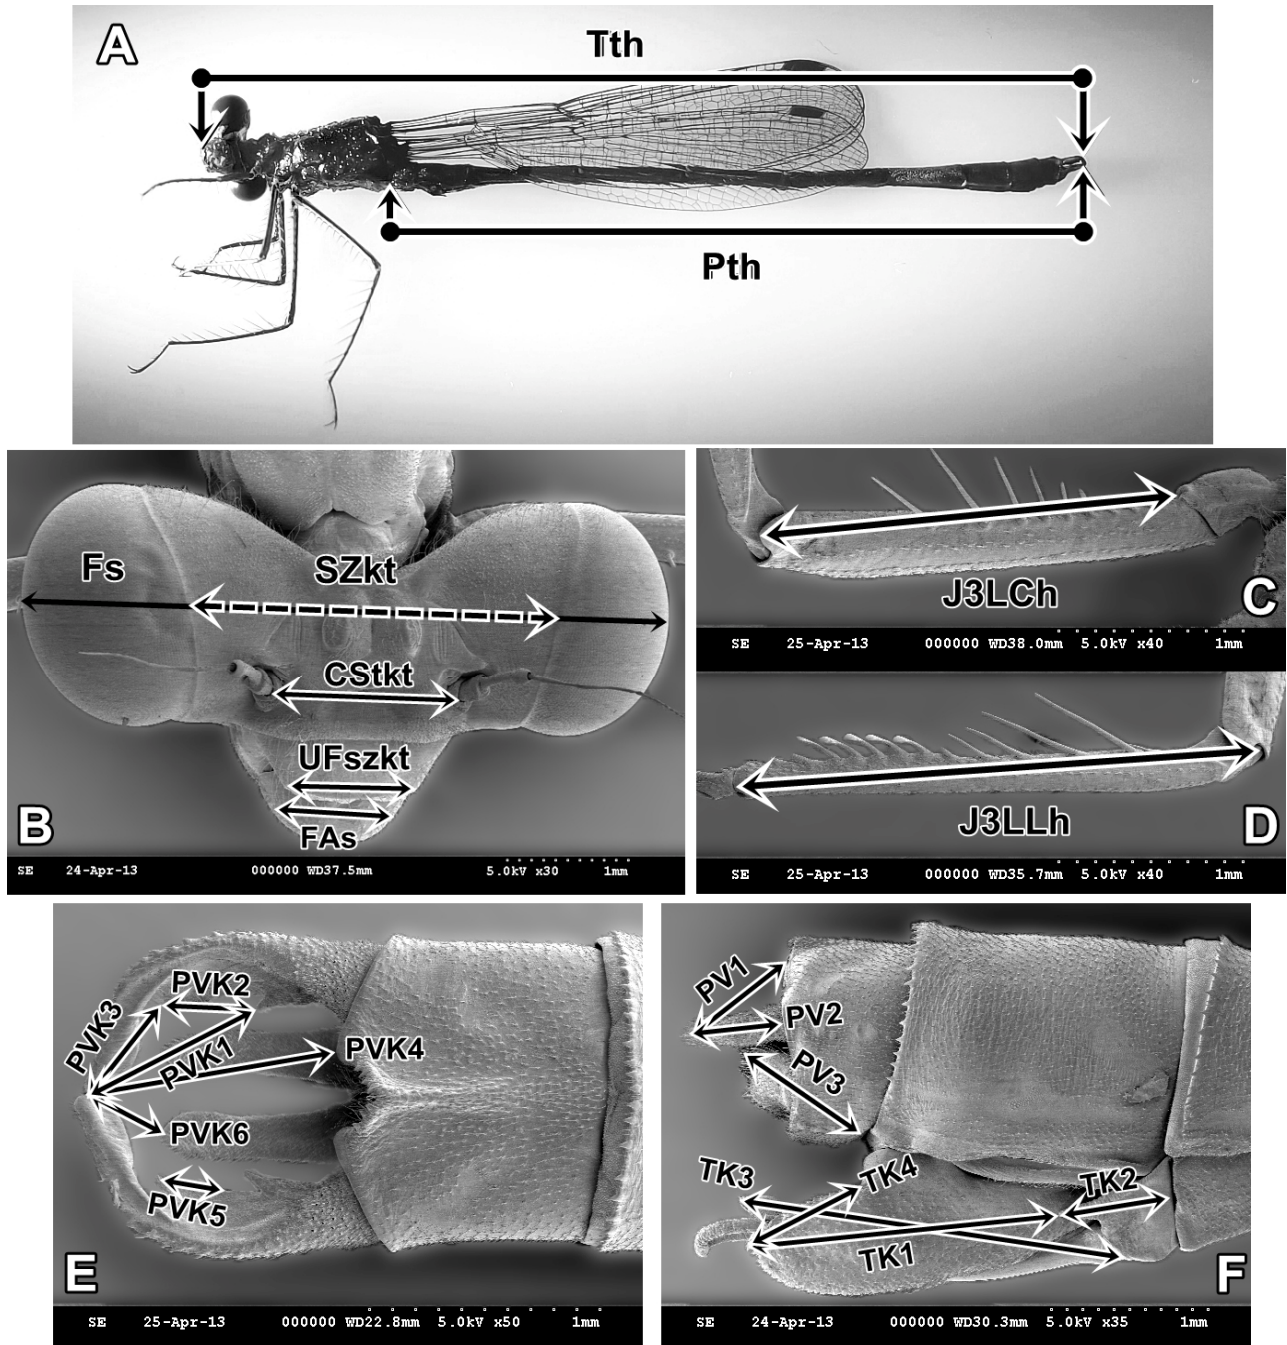 A
Tth
Pth
Fs
SZkt
CStkt
UFszkt
FAs
B
SE 24-Apr-13 000000 WD37.5mm 5.0kV x30 1mm
J3LCh
C
SE 25-Apr-13 000000 WD38.0mm 5.0kV x40 1mm
J3LLh
D
SE 25-Apr-13 000000 WD35.7mm 5.0kV x40 1mm
PVK2
PVK3
PVK1
PVK4
PVK6
PVK5
E
SE 25-Apr-13 000000 WD22.8mm 5.0kV x50 1mm
PV1
PV2
PV3
TK3
TK4
TK2
TK1
F
SE 24-Apr-13 000000 WD30.3mm 5.0kV x35 1mm